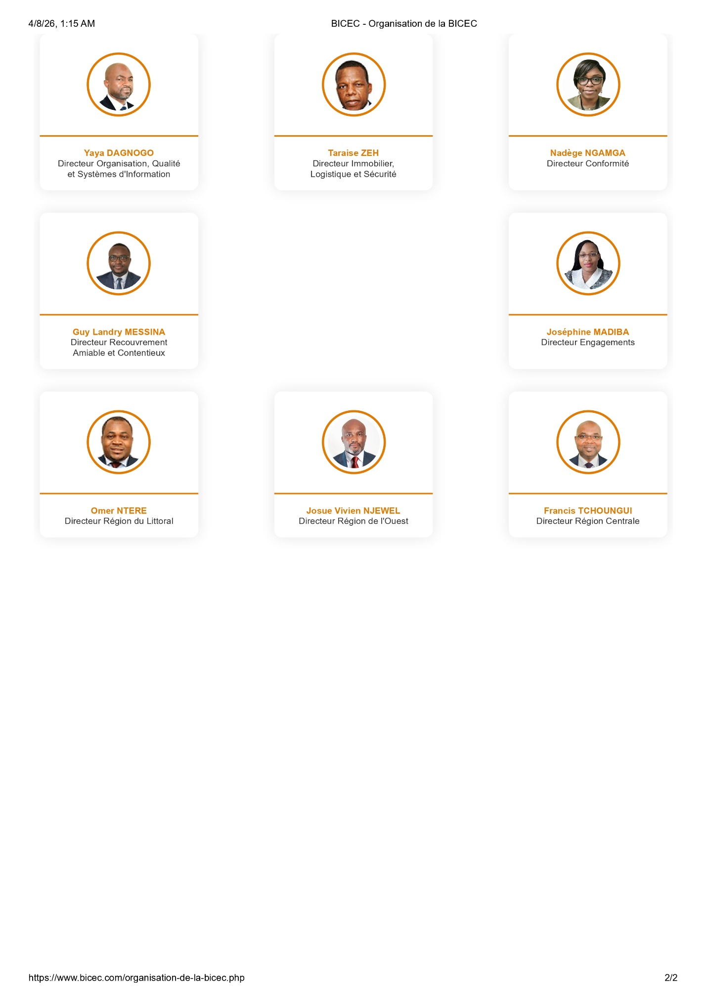 4/8/26, 1:15 AM
BICEC - Organisation de la BICEC
Yaya DAGNOGO
Directeur Organisation, Qualité
et Systèmes d'Information
Taraise ZEH
Directeur Immobilier,
Logistique et Sécurité
Nadège NGAMGA
Directeur Conformité
Guy Landry MESSINA
Directeur Recouvrement
Amiable et Contentieux
Joséphine MADIBA
Directeur Engagements
Omer NTERE
Directeur Région du Littoral
Josue Vivien NJEWEL
Directeur Région de l'Ouest
Francis TCHOUNGUI
Directeur Région Centrale
https://www.bicec.com/organisation-de-la-bicec.php
2/2